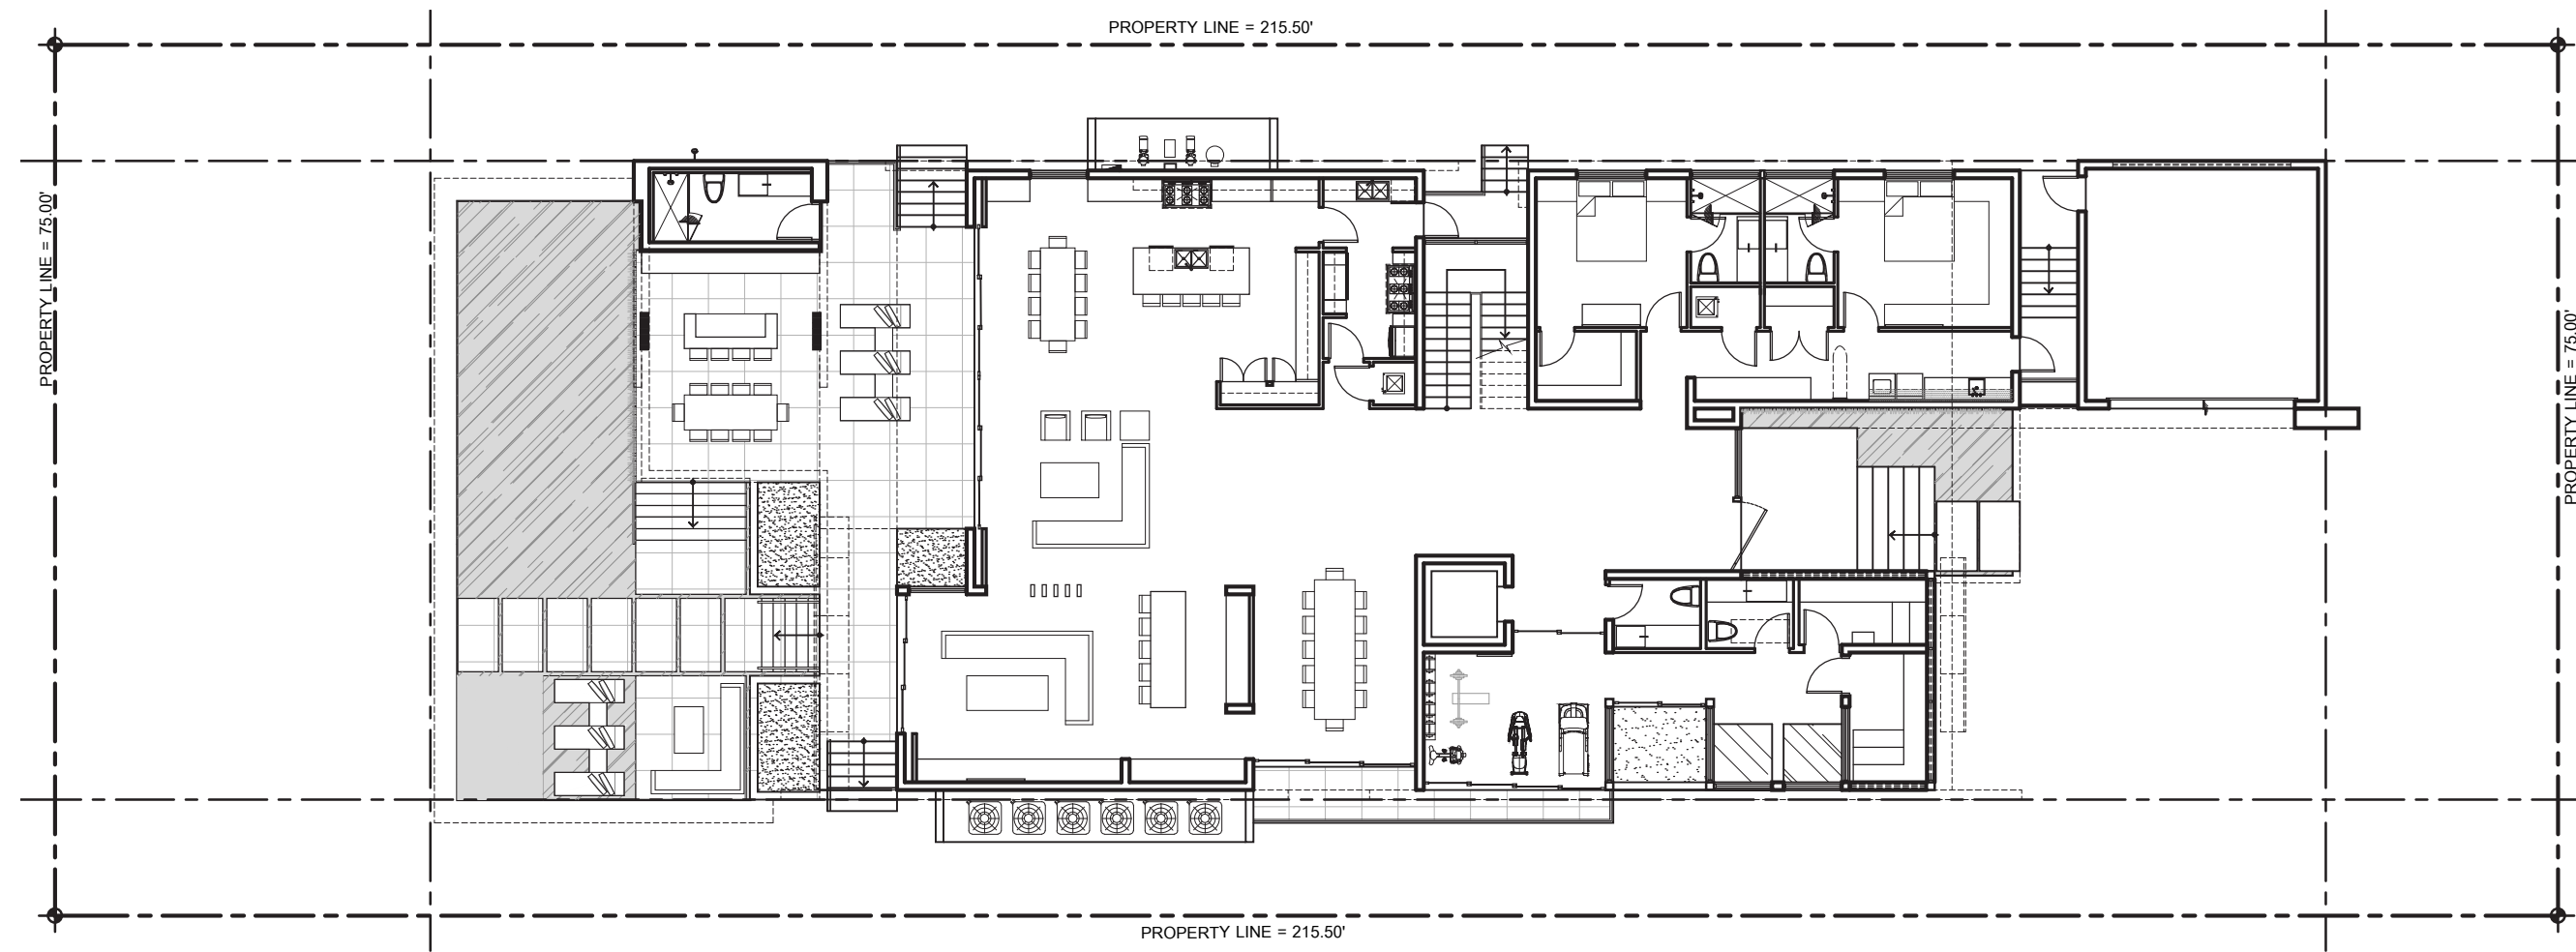 PROPERTY LINE = 215.50'
PROPERTY LINE = 75.00'
PROPERTY LINE = 75.00'
PROPERTY LINE = 215.50'